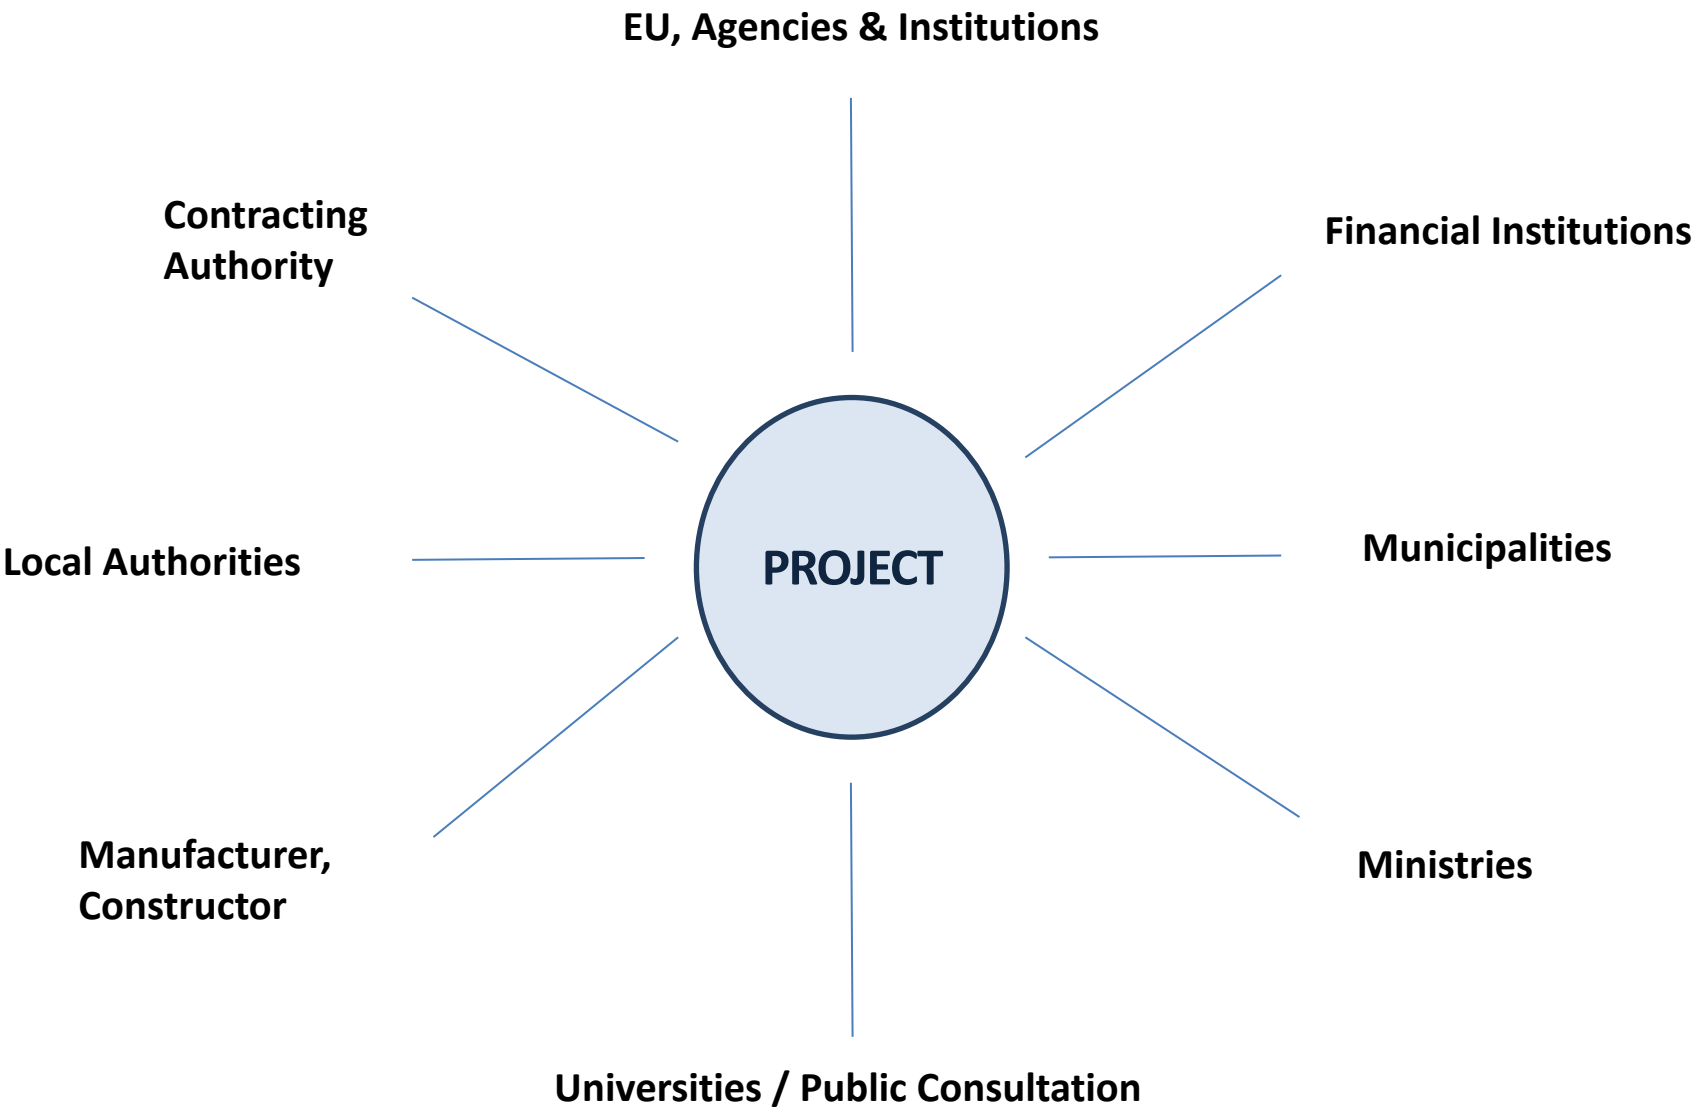 EU, Agencies & Institutions
Contracting
Authority
Financial Institutions
Local Authorities
PROJECT
Municipalities
Manufacturer,
Constructor
Ministries
Universities / Public Consultation